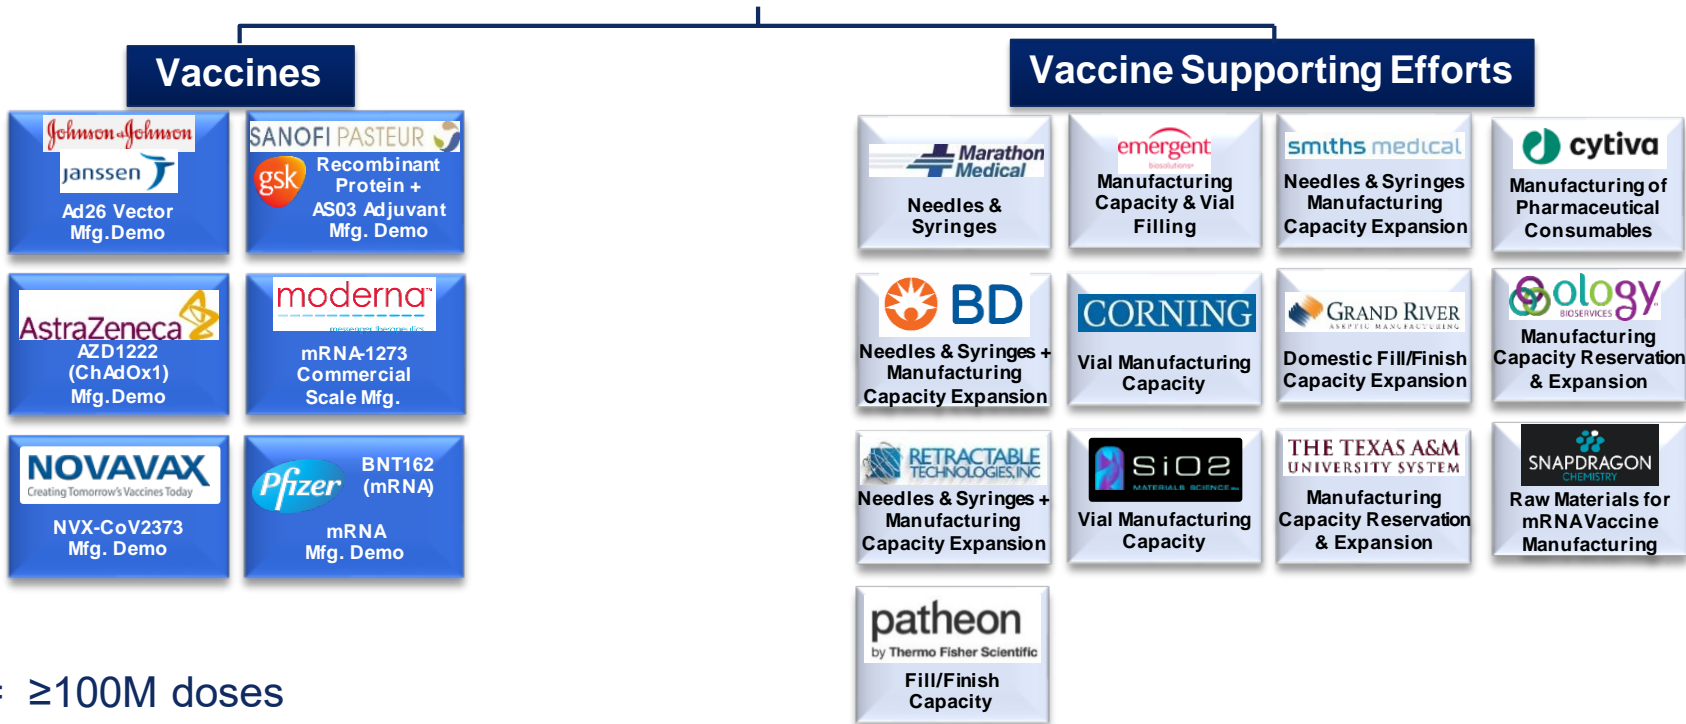 Vaccines
Johnson & Johnson
janssen
Ad26 Vector
Mfg. Demo
SANOFI PASTEUR
gsk
Recombinant
Protein +
AS03 Adjuvant
Mfg. Demo
AstraZeneca
AZD1222
(ChAdOx1)
Mfg. Demo
moderna™
messenger therapeutics
mRNA-1273
Commercial
Scale Mfg.
NOVAVAX
Creating Tomorrow's Vaccines Today
NVX-CoV2373
Mfg. Demo
Pfizer
BNT162
(mRNA)
mRNA
Mfg. Demo
= ≥100M doses
Vaccine Supporting Efforts
Marathon
Medical
Needles &
Syringes
emergent
biosolutions
Manufacturing
Capacity & Vial
Filling
smiths medical
Needles & Syringes
Manufacturing
Capacity Expansion
cytiva
Manufacturing of
Pharmaceutical
Consumables
BD
Needles & Syringes +
Manufacturing
Capacity Expansion
CORNING
Vial Manufacturing
Capacity
GRAND RIVER
ASEPTIC MANUFACTURING
Domestic Fill/Finish
Capacity Expansion
ology
BIOSERVICES
Manufacturing
Capacity Reservation
& Expansion
RETRACTABLE
TECHNOLOGIES, INC
Needles & Syringes +
Manufacturing
Capacity Expansion
SiO2
MATERIALS SCIENCE
Vial Manufacturing
Capacity
THE TEXAS A&M
UNIVERSITY SYSTEM
Manufacturing
Capacity Reservation
& Expansion
SNAPDRAGON
CHEMISTRY
Raw Materials for
mRNA Vaccine
Manufacturing
patheon
by Thermo Fisher Scientific
Fill/Finish
Capacity